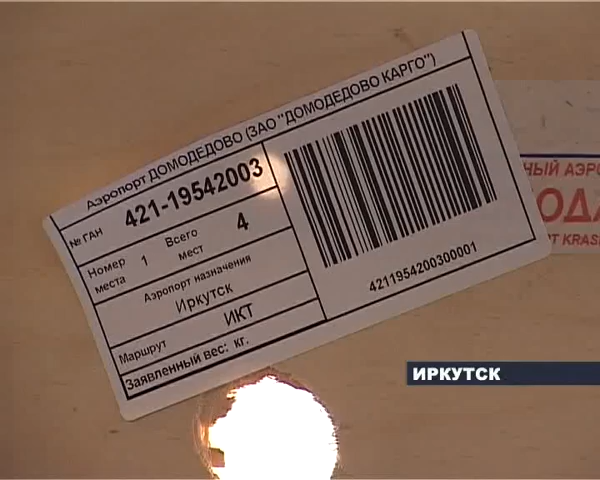 Аэропорт ДОМОДЕДОВО (ЗАО "ДОМОДЕДОВО КАРГО")
№ ГАН 421-19542003
Номер места 1 Всего мест 4
Аэропорт назначения
Иркутск
Маршрут ИКТ
Заявленный вес: кг.
4211954200300001
ИРКУТСК